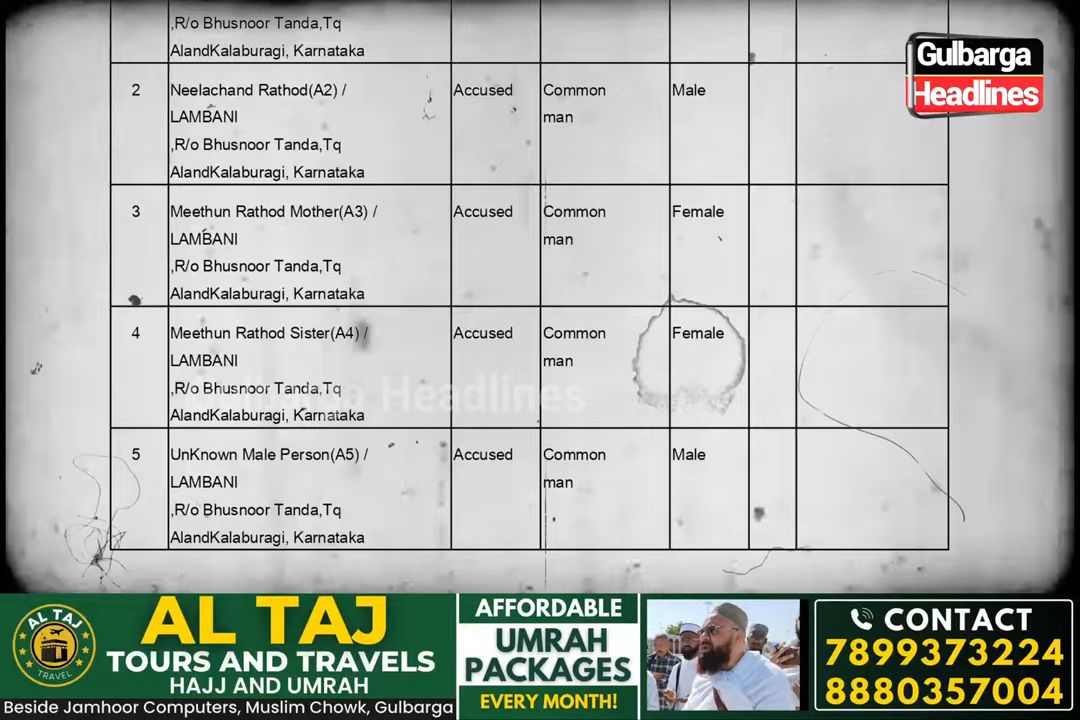 ,R/o Bhusnoor Tanda,Tq
AlandKalaburagi, Karnataka
Gulbarga
Headlines
2 Neelachand Rathod(A2) / Accused Common Male
LAMBANI man
,R/o Bhusnoor Tanda,Tq
AlandKalaburagi, Karnataka
3 Meethun Rathod Mother(A3) / Accused Common Female
LAMBANI man
,R/o Bhusnoor Tanda,Tq
AlandKalaburagi, Karnataka
4 Meethun Rathod Sister(A4) / Accused Common Female
LAMBANI man
,R/o Bhusnoor Tanda,Tq
Headlines
AlandKalaburagi, Karnataka
5 UnKnown Male Person(A5) / Accused Common Male
LAMBANI man
,R/o Bhusnoor Tanda,Tq
AlandKalaburagi, Karnataka
AL TAJ
TRAVEL
AL TAJ
TOURS AND TRAVELS
HAJJ AND UMRAH
Beside Jamhoor Computers, Muslim Chowk, Gulbarga
AFFORDABLE
UMRAH
PACKAGES
EVERY MONTH!
CONTACT
7899373224
8880357004